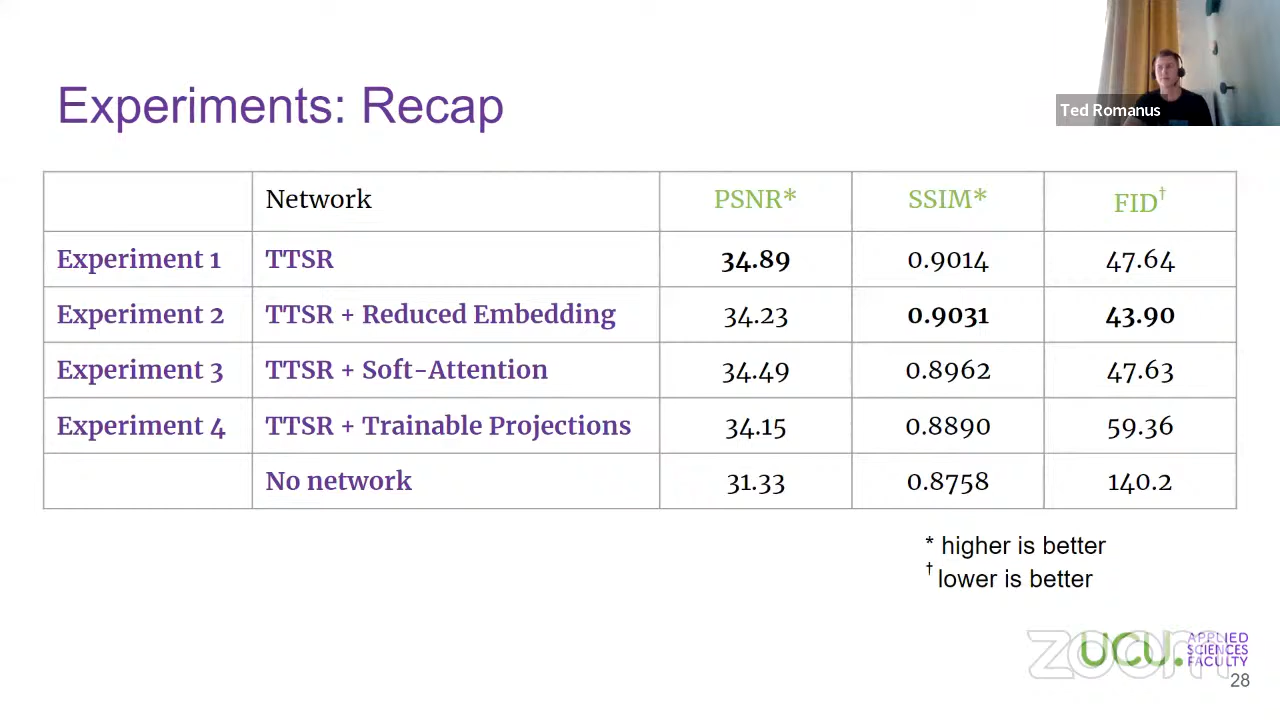 Ted Romanus
Experiments: Recap
Network PSNR* SSIM* FID†
Experiment 1 TTSR 34.89 0.9014 47.64
Experiment 2 TTSR + Reduced Embedding 34.23 0.9031 43.90
Experiment 3 TTSR + Soft-Attention 34.49 0.8962 47.63
Experiment 4 TTSR + Trainable Projections 34.15 0.8890 59.36
No network 31.33 0.8758 140.2
* higher is better
† lower is better
zoom
UCU.
APPLIED
SCIENCES
FACULTY
28